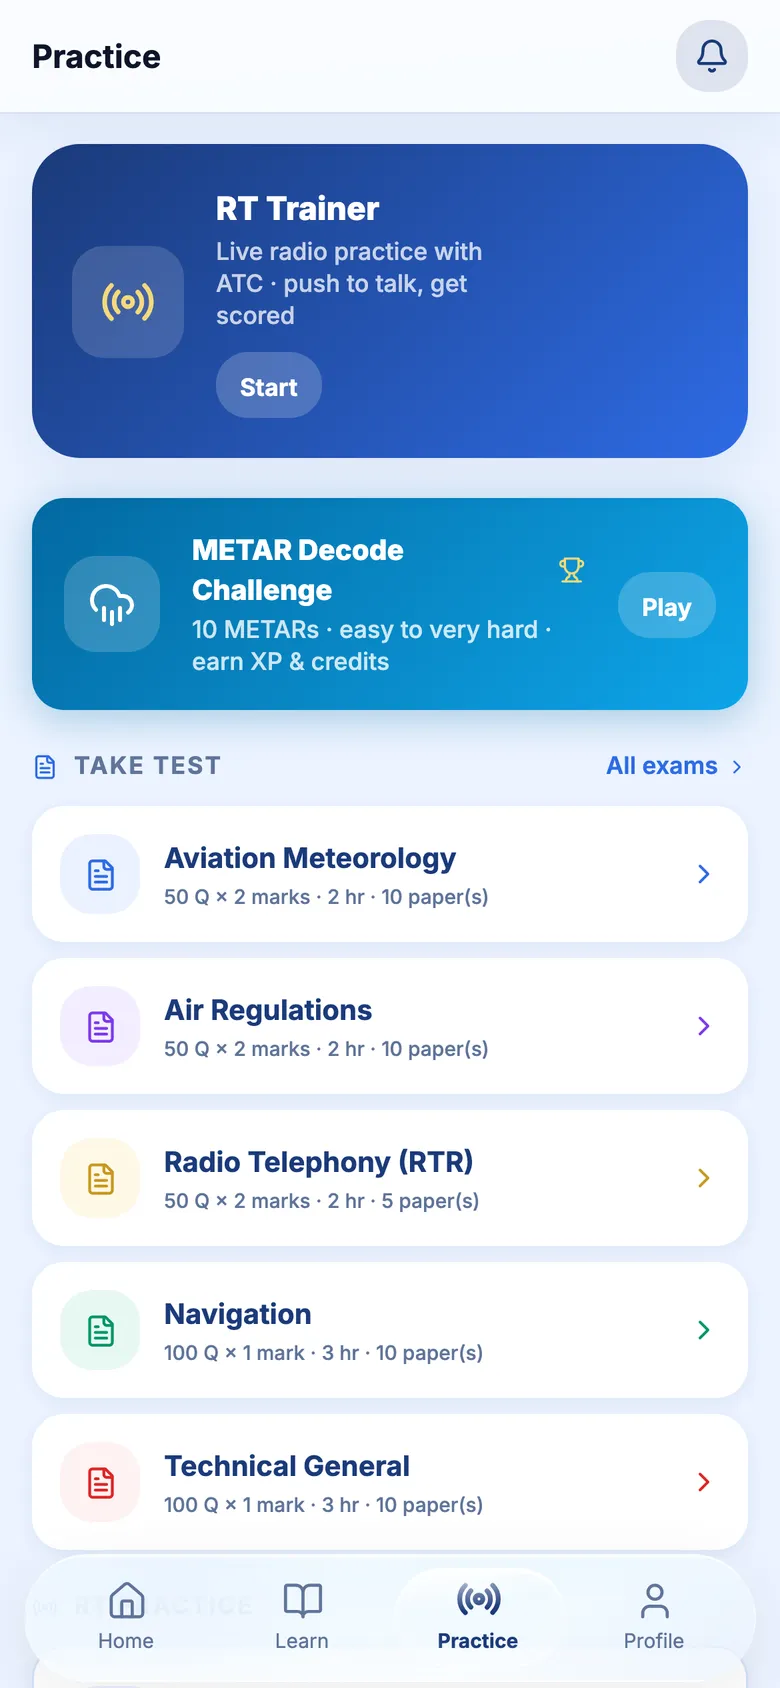 Practice
RT Trainer
Live radio practice with
ATC · push to talk, get
scored
Start
METAR Decode
Challenge
10 METARs · easy to very hard ·
earn XP & credits
Play
TAKE TEST
All exams
Aviation Meteorology
50 Q × 2 marks · 2 hr · 10 paper(s)
Air Regulations
50 Q × 2 marks · 2 hr · 10 paper(s)
Radio Telephony (RTR)
50 Q × 2 marks · 2 hr · 5 paper(s)
Navigation
100 Q × 1 mark · 3 hr · 10 paper(s)
Technical General
100 Q × 1 mark · 3 hr · 10 paper(s)
Home
Learn
Practice
Profile